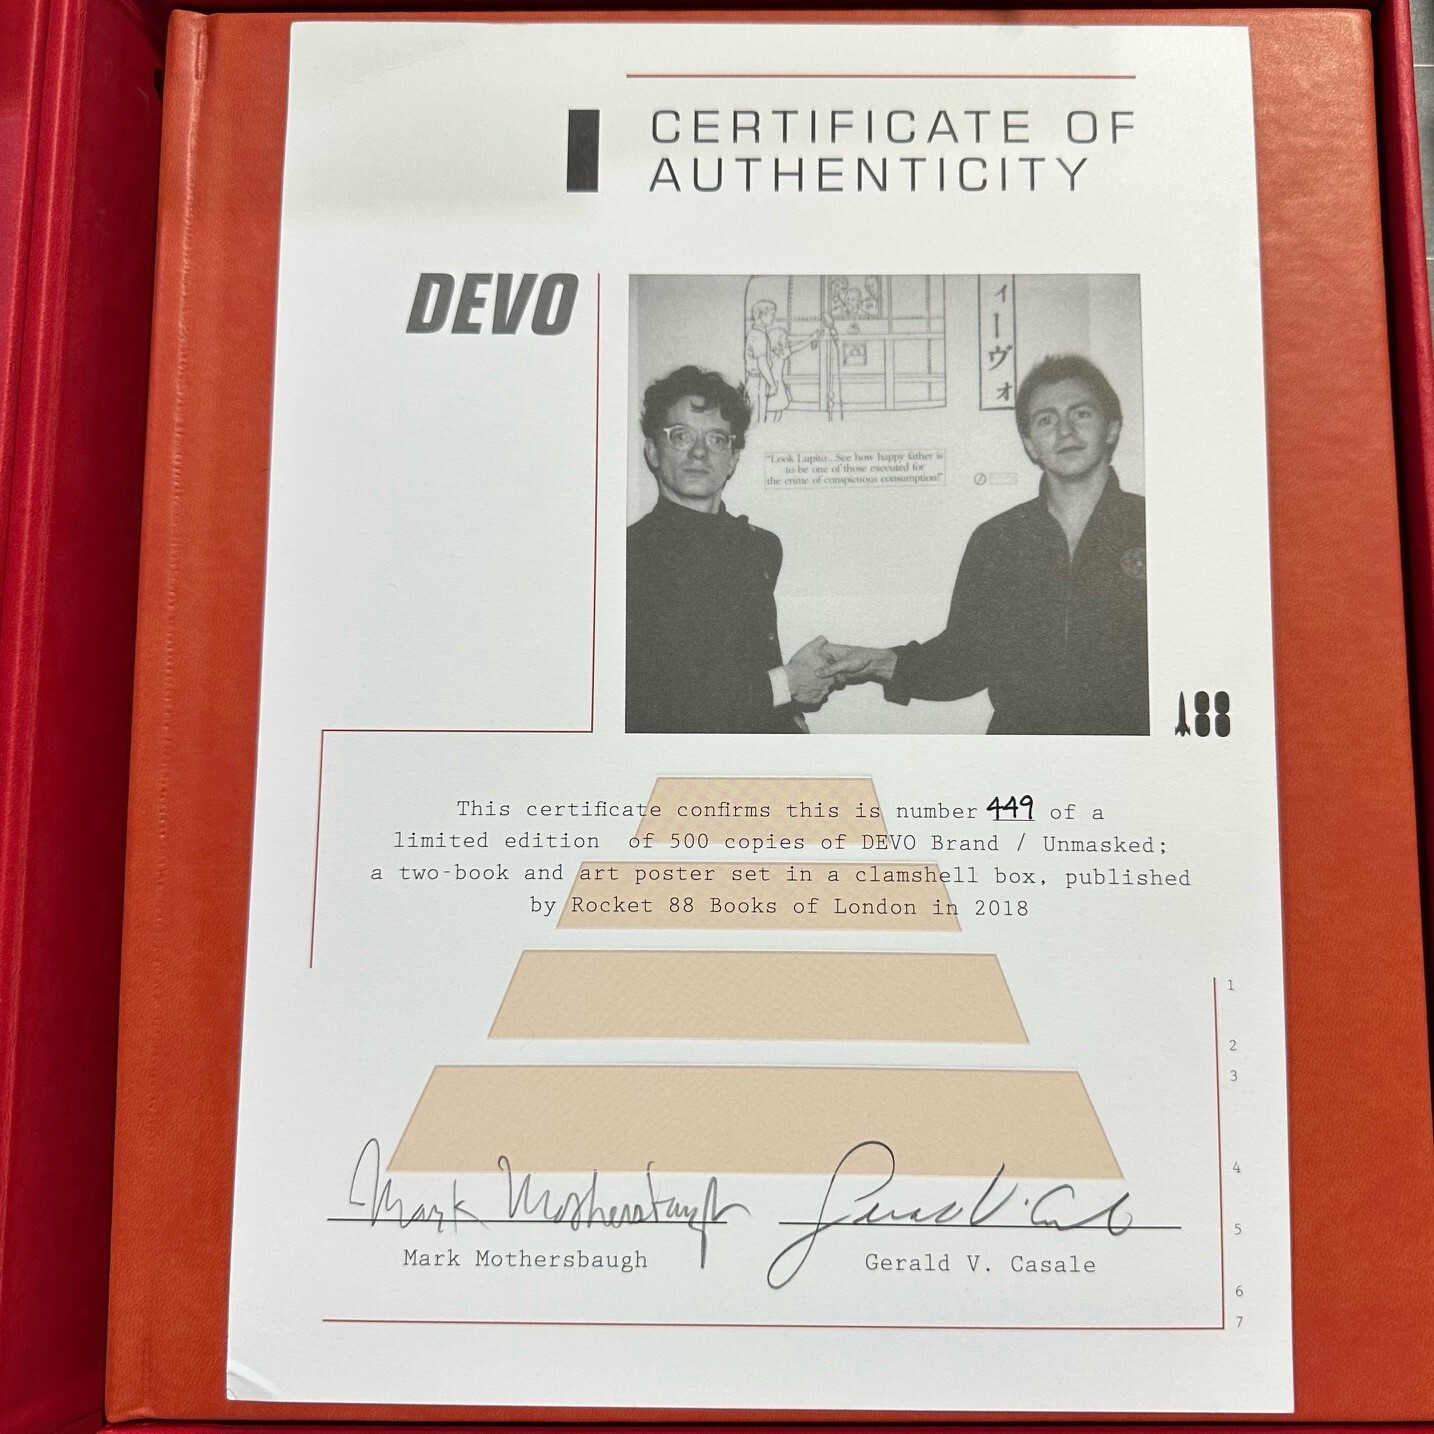 CERTIFICATE OF
AUTHENTICITY
DEVO
ィーヴォ
"Look Lupito...See how happy father is
to be one of those executed for
the crime of conspicuous consumption!"
88
This certificate confirms this is number 449 of a
limited edition of 500 copies of DEVO Brand / Unmasked;
a two-book and art poster set in a clamshell box, published
by Rocket 88 Books of London in 2018
1
2
3
4
5
6
7
Mark Mothersbaugh
Gerald V. Casale
Mark Mothersbaugh
Gerald V. Casale